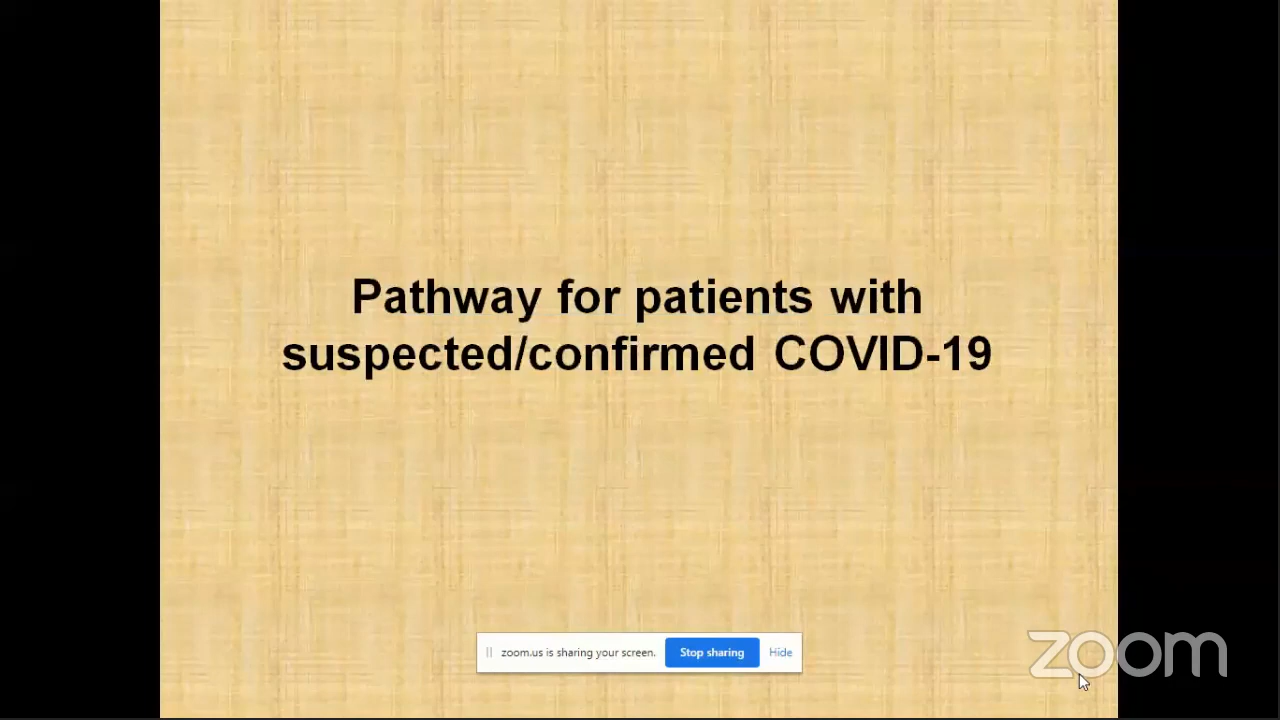 Pathway for patients with
suspected/confirmed COVID-19
zoom.us is sharing your screen. Stop sharing Hide
zoom